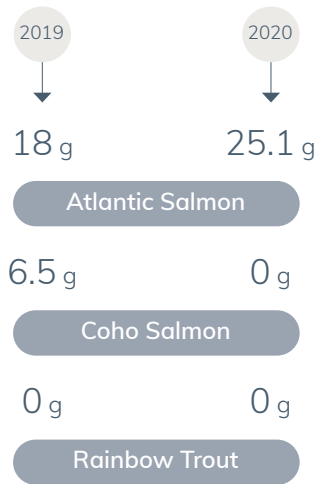 2019 2020
18 g 25.1 g
Atlantic Salmon
6.5 g 0 g
Coho Salmon
0 g 0 g
Rainbow Trout